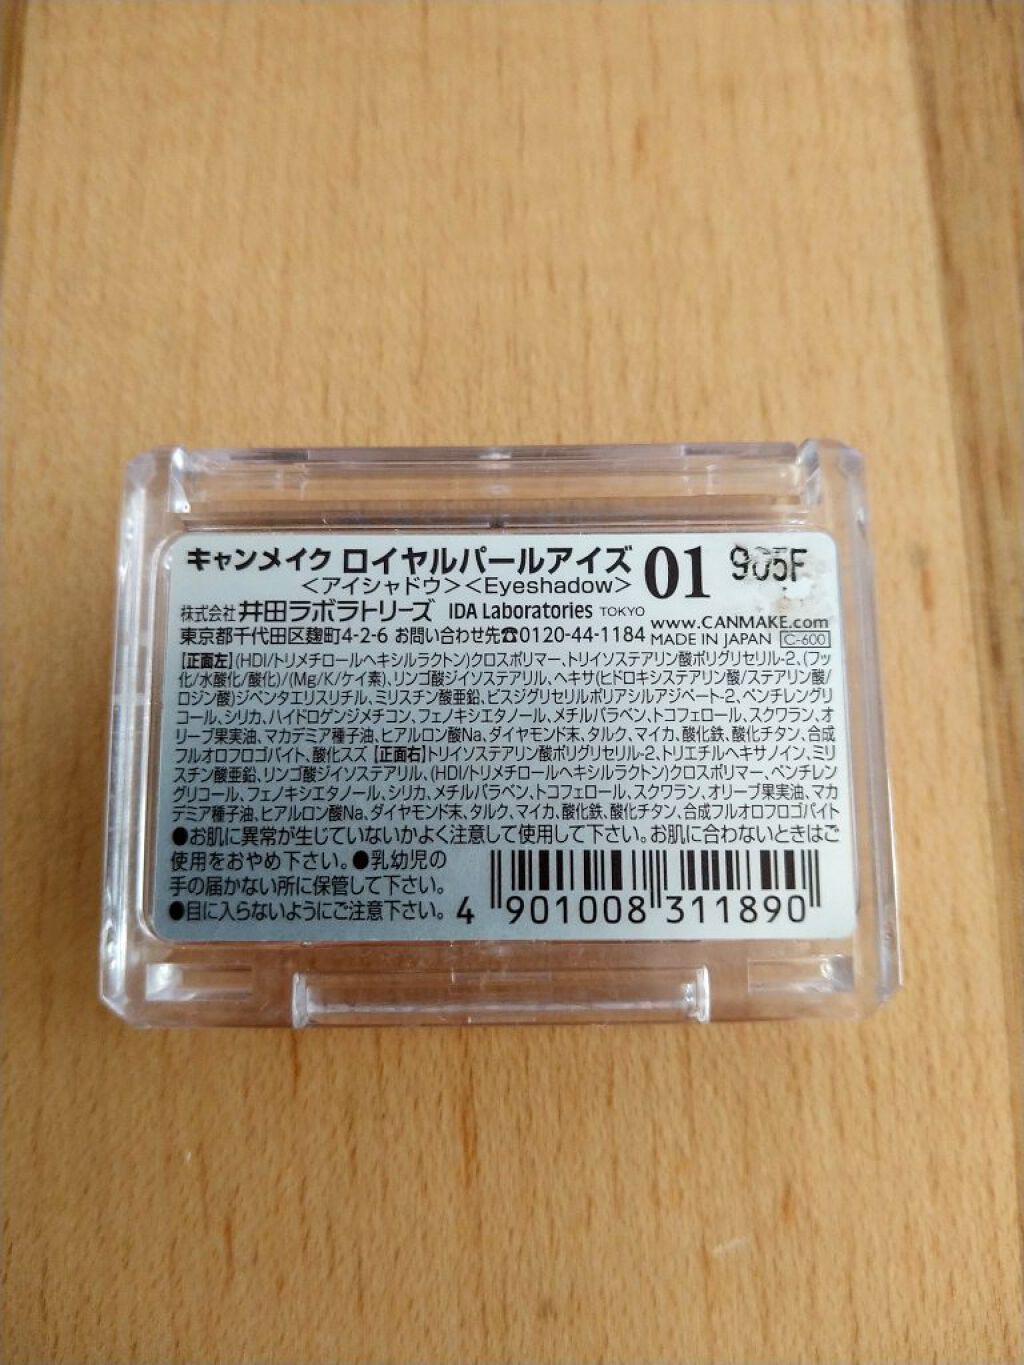 キャンメイク ロイヤルパールアイズ 01 905F
＜アイシャドウ＞＜Eyeshadow＞
株式会社 井田ラボラトリーズ IDA Laboratories TOKYO www.CANMAKE.com
東京都千代田区麹町4-2-6 お問い合わせ先☎0120-44-1184 MADE IN JAPAN C-600
【正面左】(HDI/トリメチロールヘキシルラクトン)クロスポリマー、トリイソステアリン酸ポリグリセリル-2、(フッ
化/水酸化/酸化)/(Mg/K/ケイ素)、リンゴ酸ジイソステアリル、ヘキサ(ヒドロキシステアリン酸/ステアリン酸/
ロジン酸)ジペンタエリスリチル、ミリスチン酸亜鉛、ビスジグリセリルポリアシルアジペート-2、ペンチレングリ
コール、シリカ、ハイドロゲンジメチコン、フェノキシエタノール、メチルパラベン、トコフェロール、スクワラン、オ
リーブ果実油、マカデミア種子油、ヒアルロン酸Na、ダイヤモンド末、タルク、マイカ、酸化鉄、酸化チタン、合成
フルオロフロゴパイト、酸化スズ【正面右】トリイソステアリン酸ポリグリセリル-2、トリエチルヘキサノイン、ミリ
スチン酸亜鉛、リンゴ酸ジイソステアリル、(HDI/トリメチロールヘキシルラクトン)クロスポリマー、ペンチレン
グリコール、フェノキシエタノール、シリカ、メチルパラベン、トコフェロール、スクワラン、オリーブ果実油、マカ
デミア種子油、ヒアルロン酸Na、ダイヤモンド末、タルク、マイカ、酸化鉄、酸化チタン、合成フルオロフロゴパイト
●お肌に異常が生じていないかよく注意して使用して下さい。お肌に合わないときはご
使用をおやめ下さい。●乳幼児の
手の届かない所に保管して下さい。
●目に入らないようにご注意下さい。
4 901008 311890